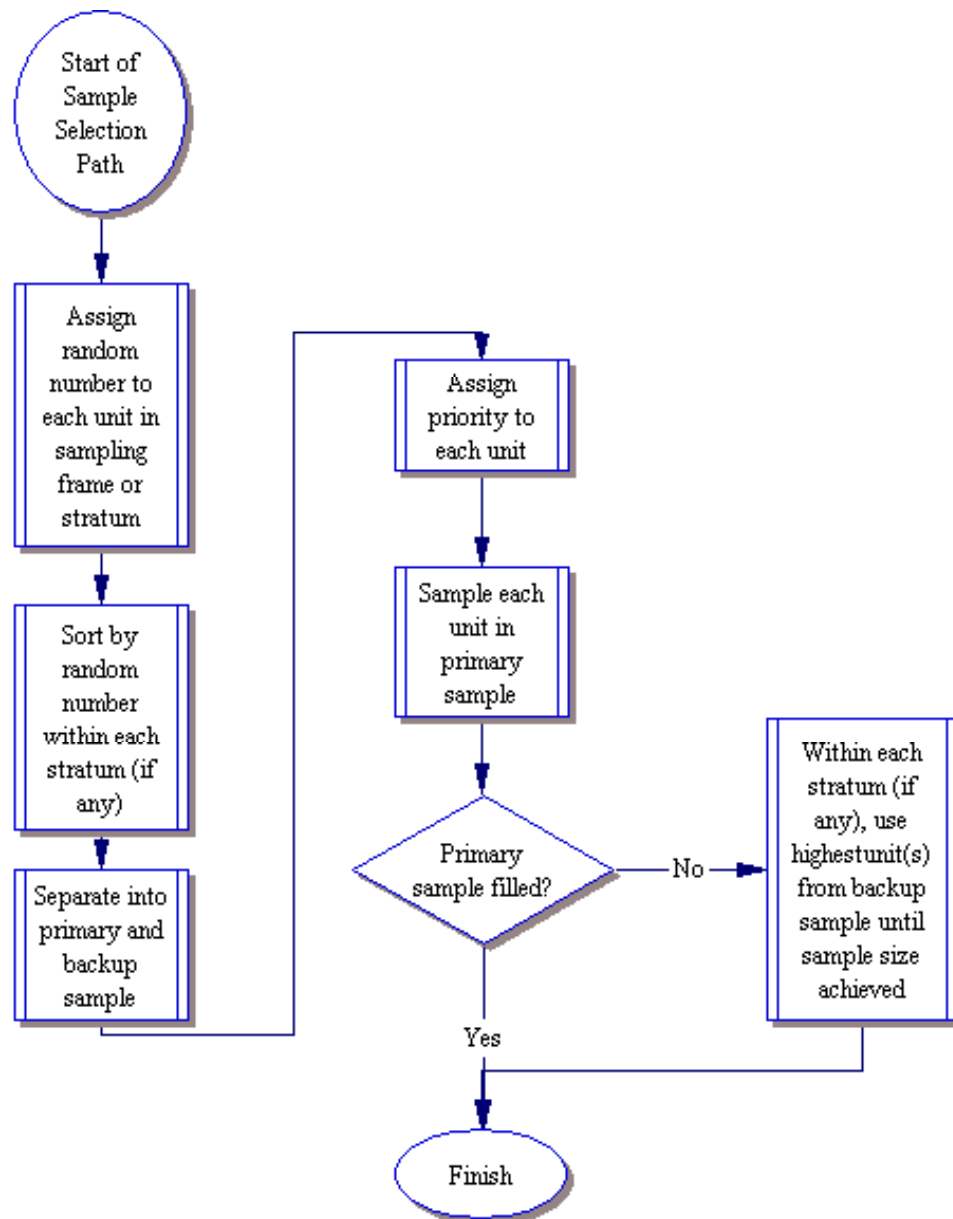 Start of
Sample
Selection
Path
Assign
random
number to
each unit in
sampling
frame or
stratum
Sort by
random
number
within each
stratum (if
any)
Separate into
primary and
backup
sample
Assign
priority to
each unit
Sample each
unit in
primary
sample
Primary
sample filled?
No
Within each
stratum (if
any), use
highestunit(s)
from backup
sample until
sample size
achieved
Yes
Finish